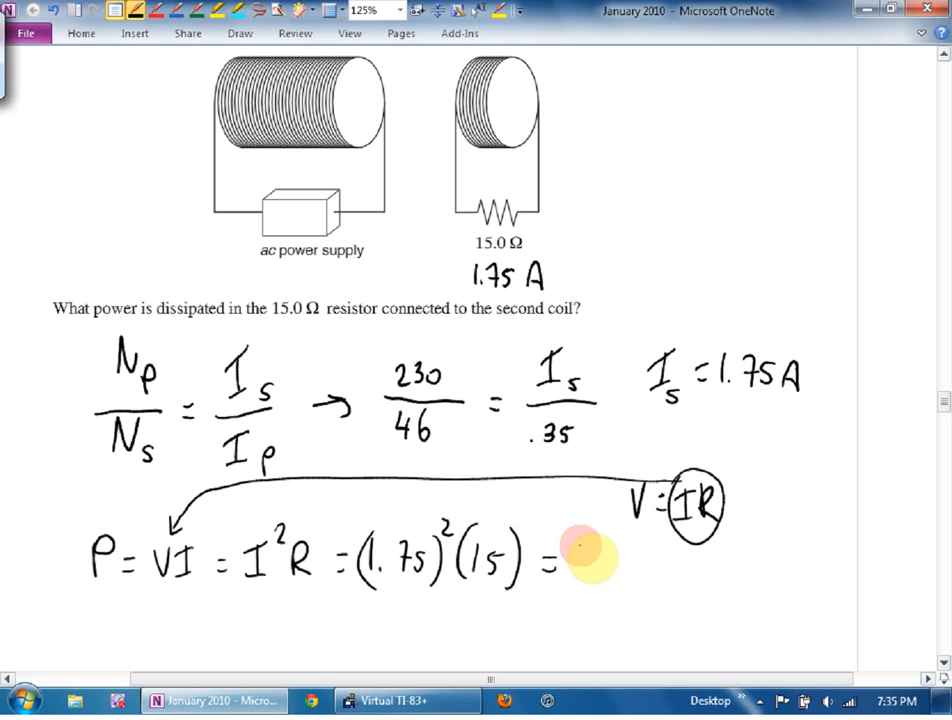 125%
January 2010 - Microsoft OneNote
File Home Insert Share Draw Review View Pages Add-Ins
ac power supply
15.0 Ω
1.75 A
What power is dissipated in the 15.0 Ω resistor connected to the second coil?
Np/Ns = Is/Ip → 230/46 = Is/.35 Is = 1.75 A
V = IR
P = VI = I²R = (1.75)²(15) =
January 2010 - Micro... Virtual TI-83+ Desktop » 7:35 PM